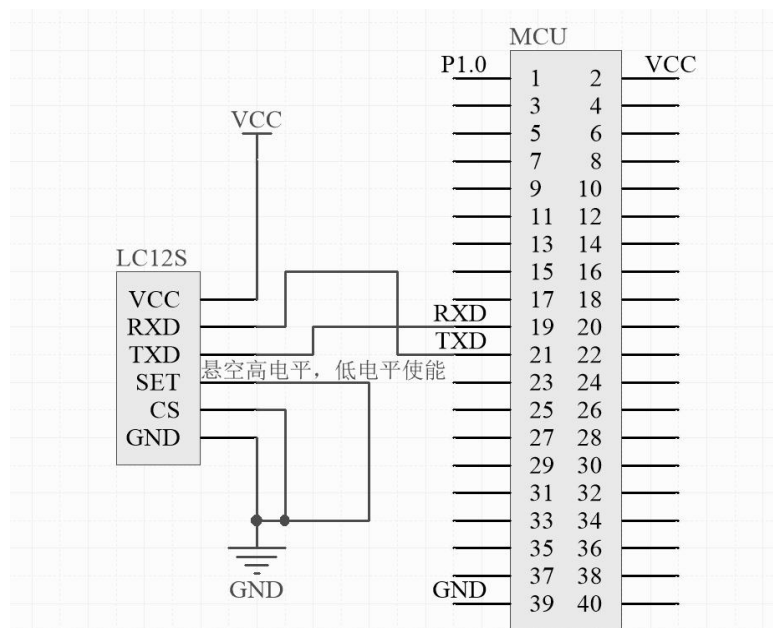 MCU
P1.0 1 2 VCC
3 4
VCC
5 6
7 8
9 10
11 12
13 14
LC12S
15 16
VCC
17 18
RXD
RXD 19 20
TXD
TXD 21 22
悬空高电平，低电平使能
SET
23 24
CS
25 26
GND
27 28
29 30
31 32
33 34
35 36
37 38
GND
GND 39 40